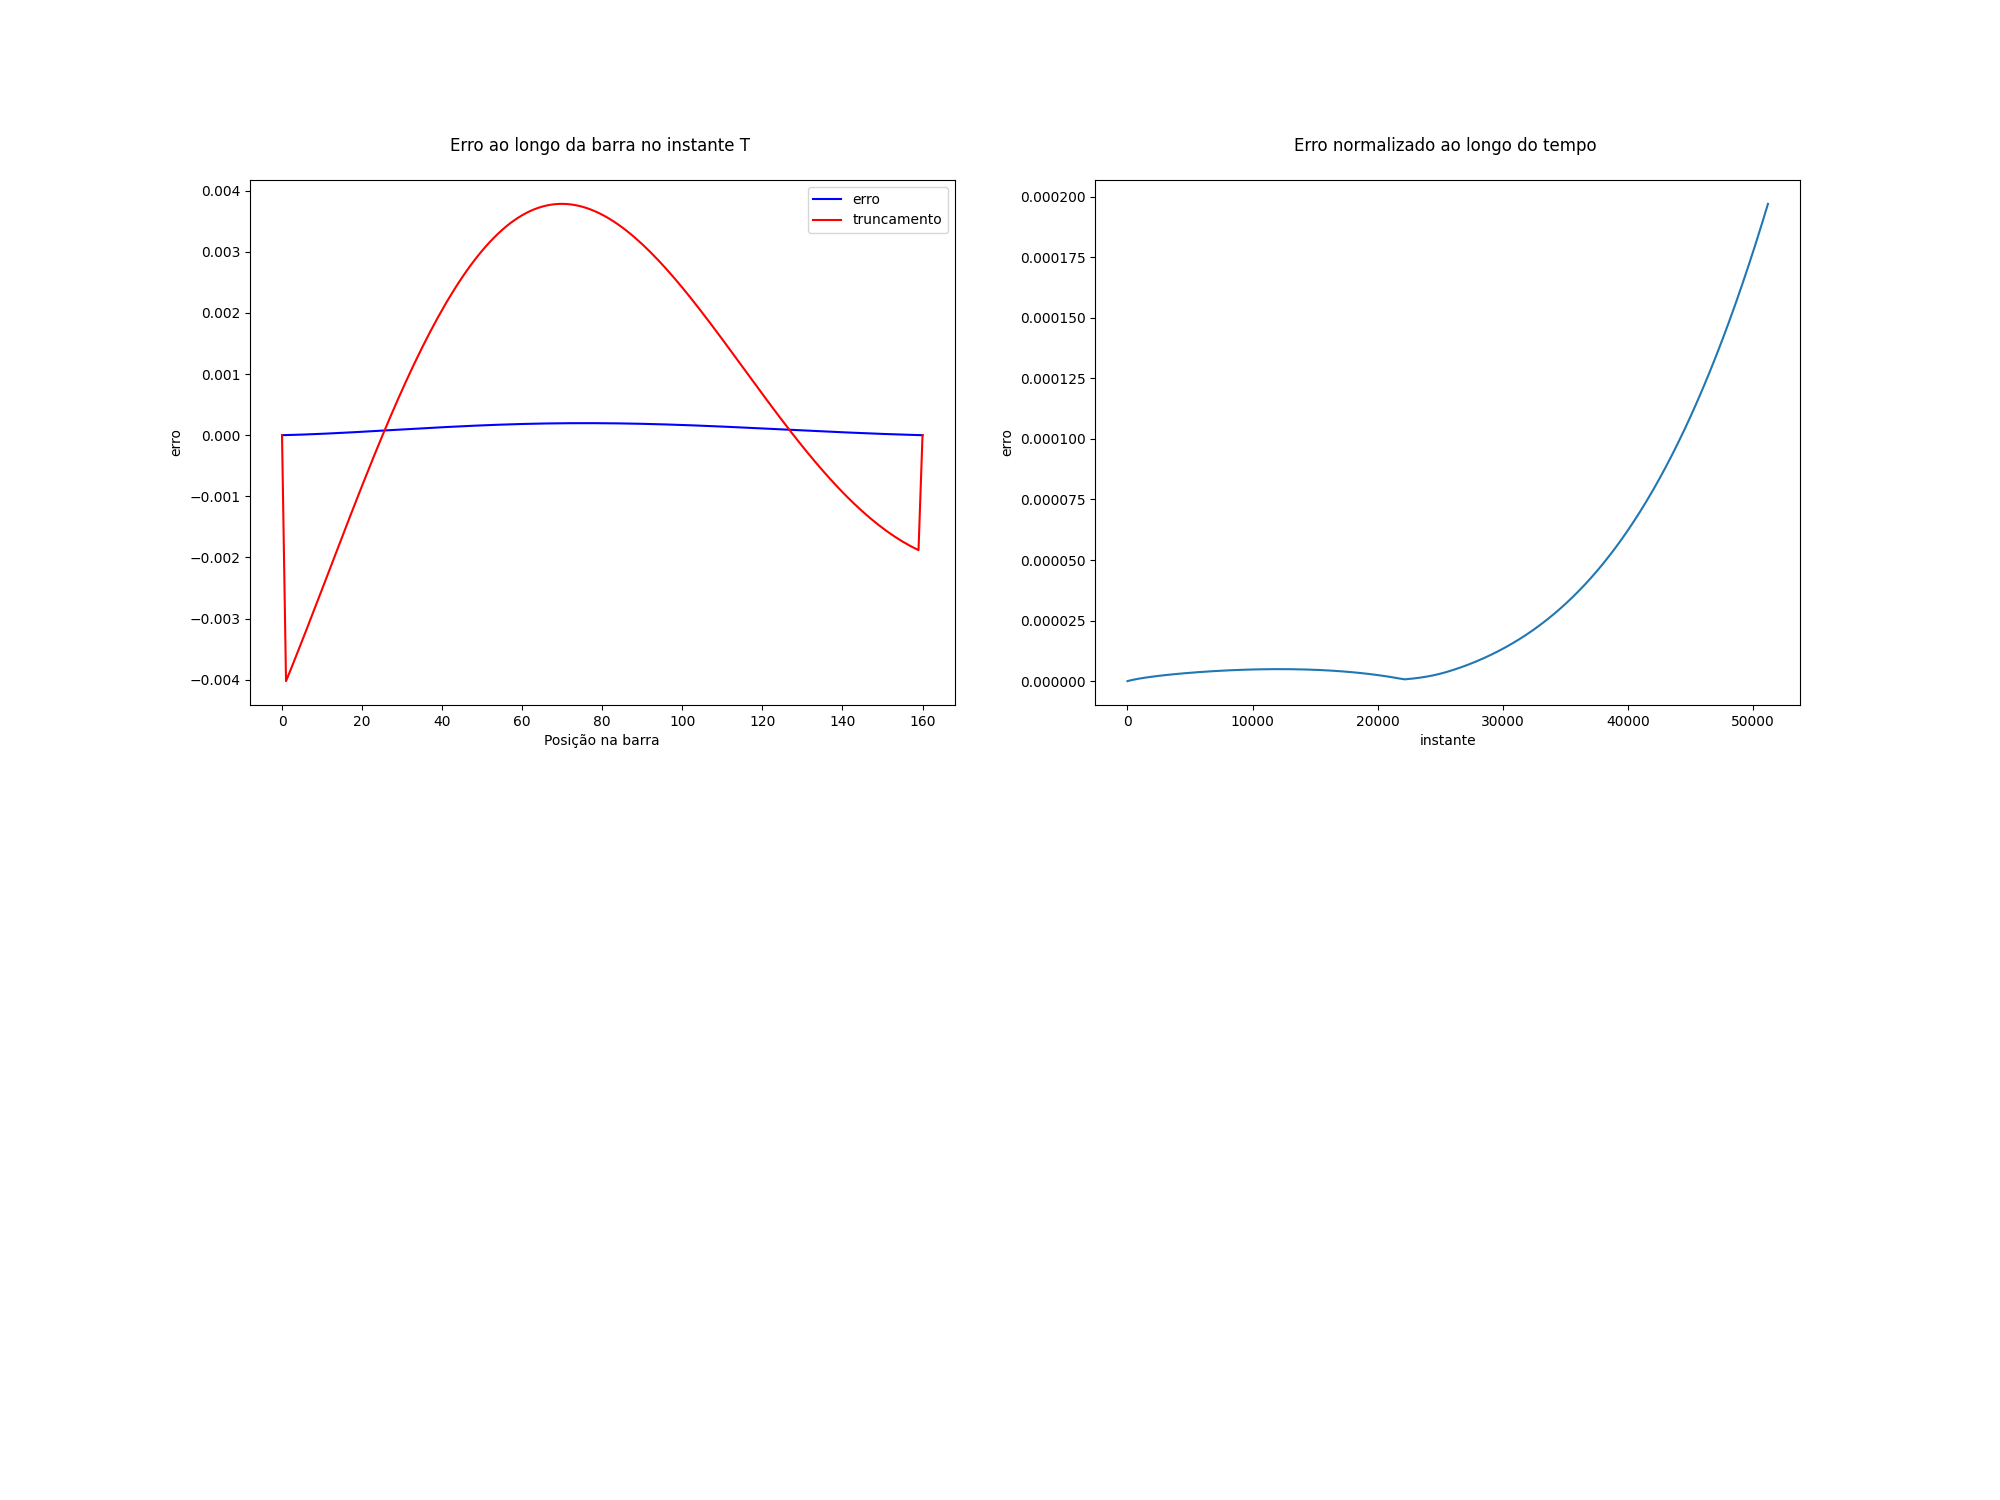 Erro ao longo da barra no instante T
erro
truncamento
0.004
0.003
0.002
0.001
0.000
−0.001
−0.002
−0.003
−0.004
erro
0 20 40 60 80 100 120 140 160
Posição na barra
Erro normalizado ao longo do tempo
0.000200
0.000175
0.000150
0.000125
0.000100
0.000075
0.000050
0.000025
0.000000
erro
0 10000 20000 30000 40000 50000
instante